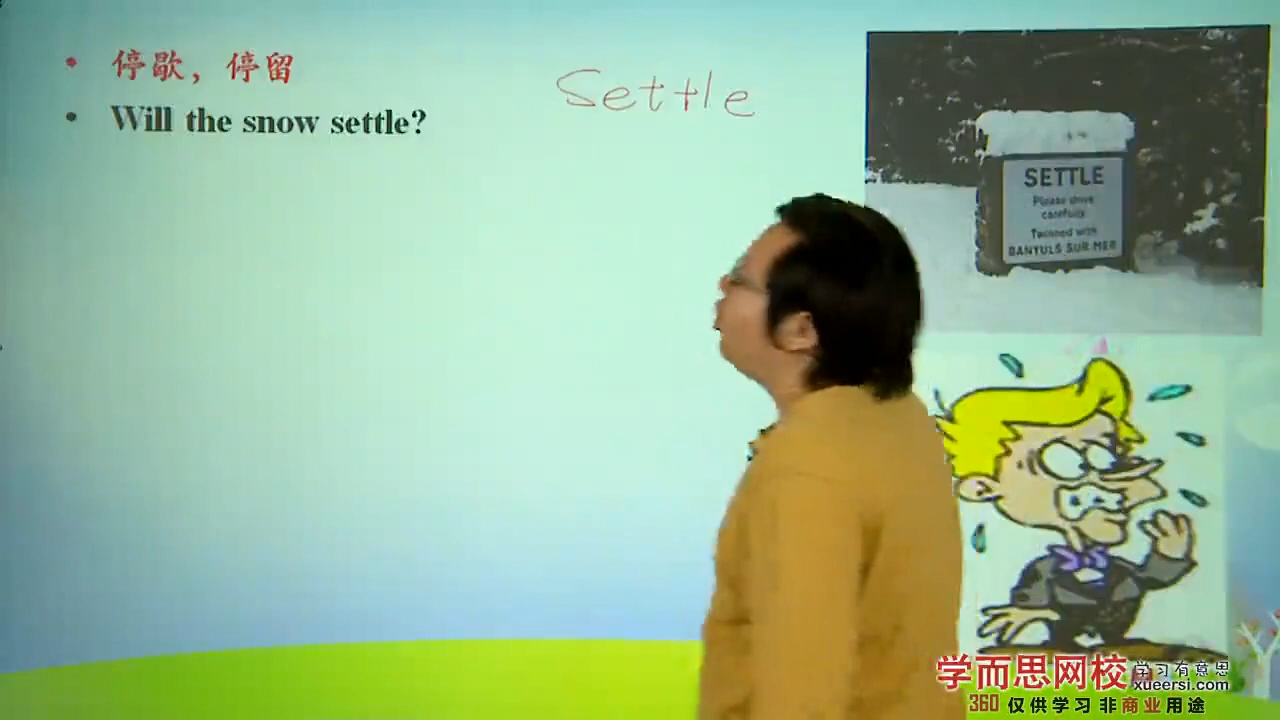 停歇，停留
Will the snow settle?
Settle
SETTLE
Please drive
carefully
Twinned with
BANYULS SUR MER
学而思网校
学习有意思
xueersi.com
360 仅供学习 非商业用途